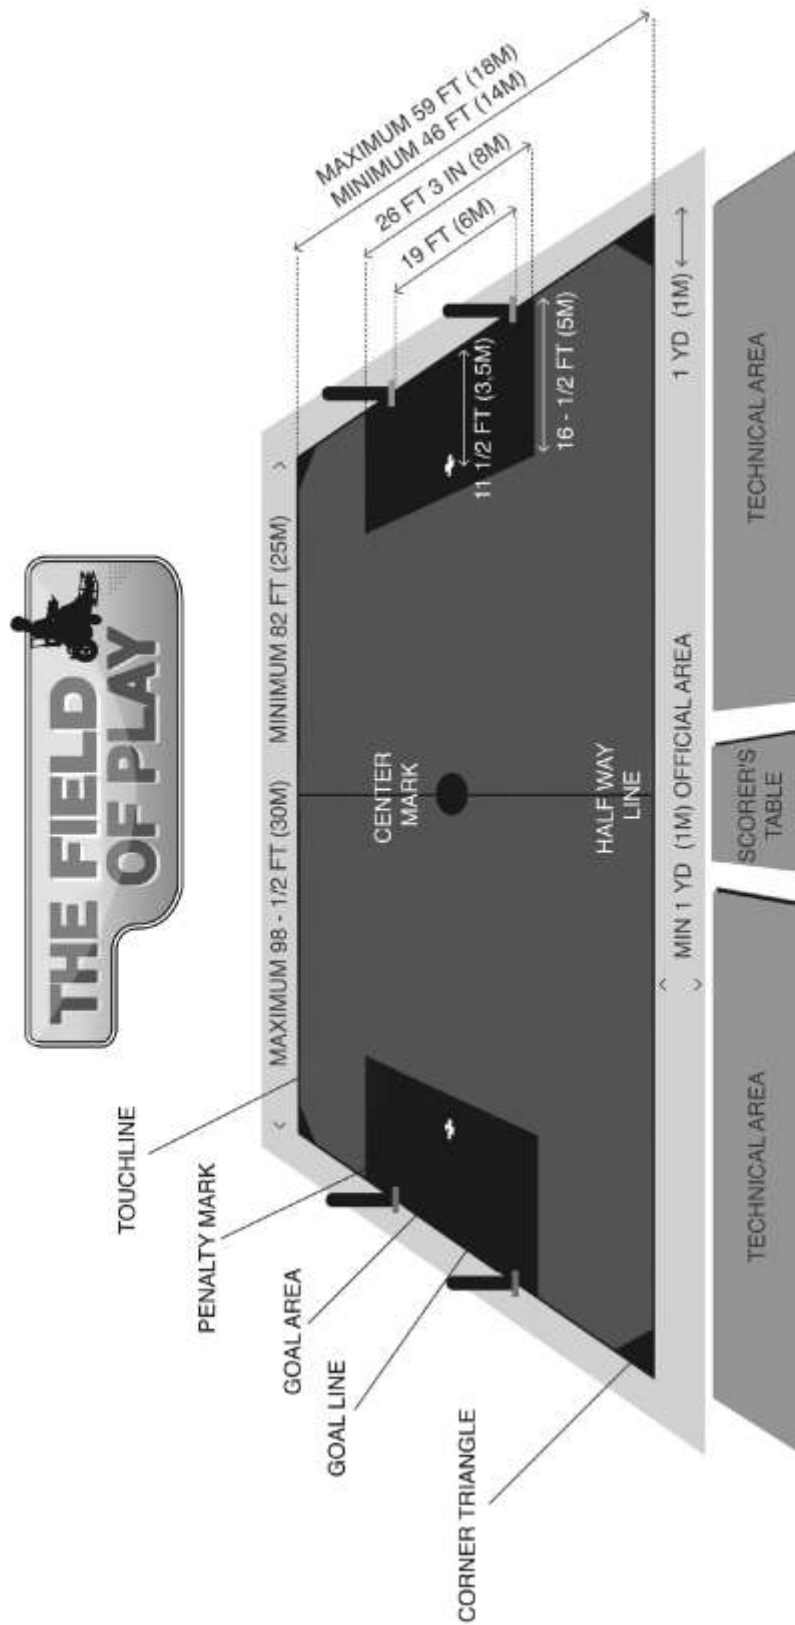 THE FIELD
OF PLAY
TOUCHLINE
PENALTY MARK
GOAL AREA
GOAL LINE
CORNER TRIANGLE
MAXIMUM 98 - 1/2 FT (30M)
MINIMUM 82 FT (25M)
MAXIMUM 59 FT (18M)
MINIMUM 46 FT (14M)
26 FT 3 IN (8M)
19 FT (6M)
CENTER
MARK
11 1/2 FT (3,5M)
16 - 1/2 FT (5M)
HALF WAY
LINE
MIN 1 YD (1M) OFFICIAL AREA
1 YD (1M)
TECHNICAL AREA
SCORER'S
TABLE
TECHNICAL AREA